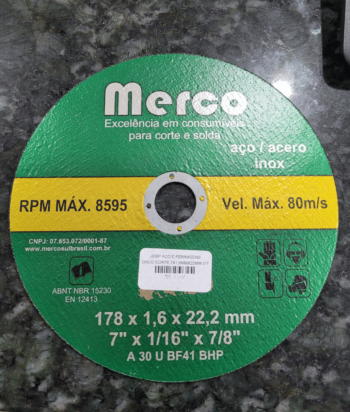 Merco
Excelência em consumíveis
para corte e solda
aço / acero
inox
RPM MÁX. 8595
Vel. Máx. 80m/s
CNPJ: 07.653.072/0001-87
www.mercosulbrasil.com.br
ABNT NBR 15230
EN 12413
178 x 1,6 x 22,2 mm
7" x 1/16" x 7/8"
A 30 U BF41 BHP